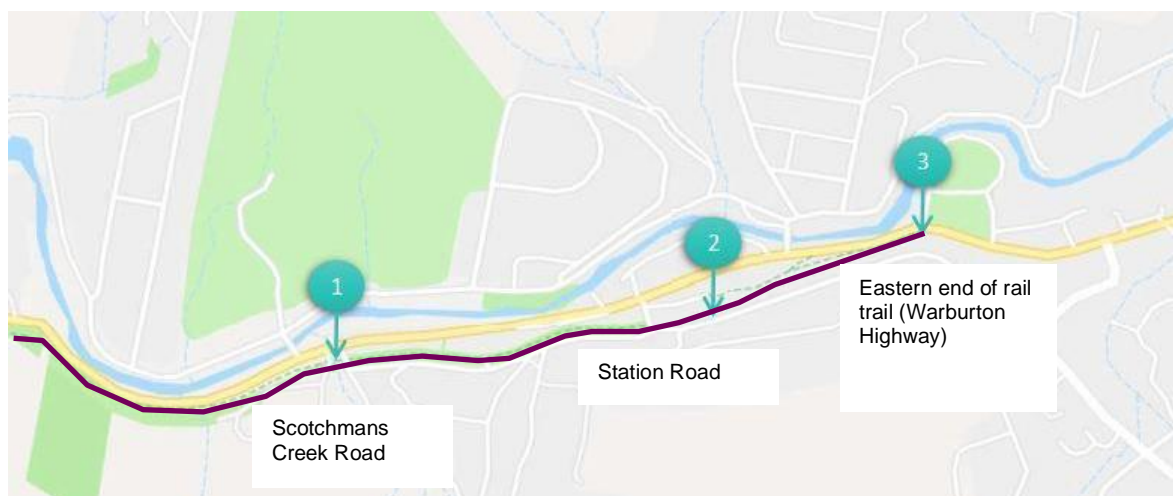 1
2
3
Eastern end of rail
trail (Warburton
Highway)
Station Road
Scotchmans
Creek Road